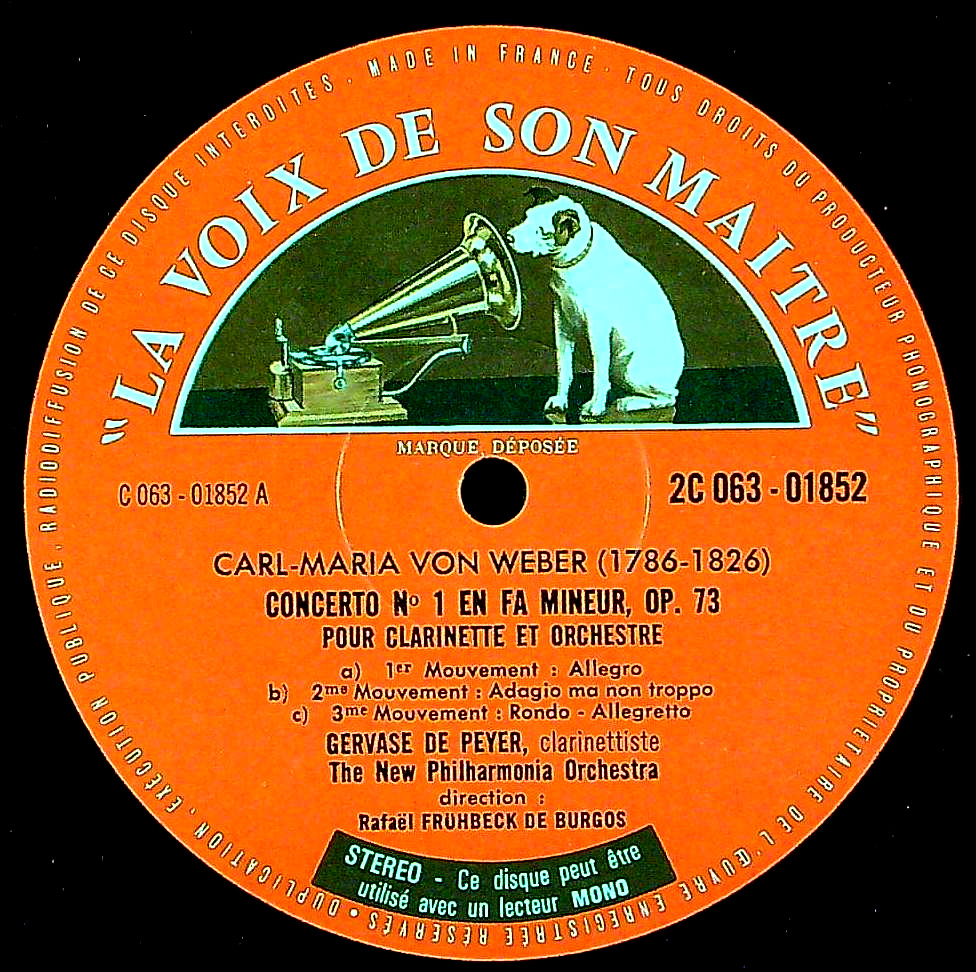 MADE IN FRANCE · TOUS DROITS DU PRODUCTEUR PHONOGRAPHIQUE ET DU PROPRIETAIRE DE L'ŒUVRE ENREGISTRÉE RÉSERVÉS • DUPLICATION, EXÉCUTION PUBLIQUE, RADIODIFFUSION DE CE DISQUE INTERDITES ·
"LA VOIX DE SON MAITRE"
MARQUE DÉPOSÉE
C 063 - 01852 A
2C 063 - 01852
CARL-MARIA VON WEBER (1786-1826)
CONCERTO Nº 1 EN FA MINEUR, OP. 73
POUR CLARINETTE ET ORCHESTRE
a) 1er Mouvement : Allegro
b) 2me Mouvement : Adagio ma non troppo
c) 3me Mouvement : Rondo - Allegretto
GERVASE DE PEYER, clarinettiste
The New Philharmonia Orchestra
direction :
Rafaël FRÜHBECK DE BURGOS
STEREO - Ce disque peut être
utilisé avec un lecteur MONO